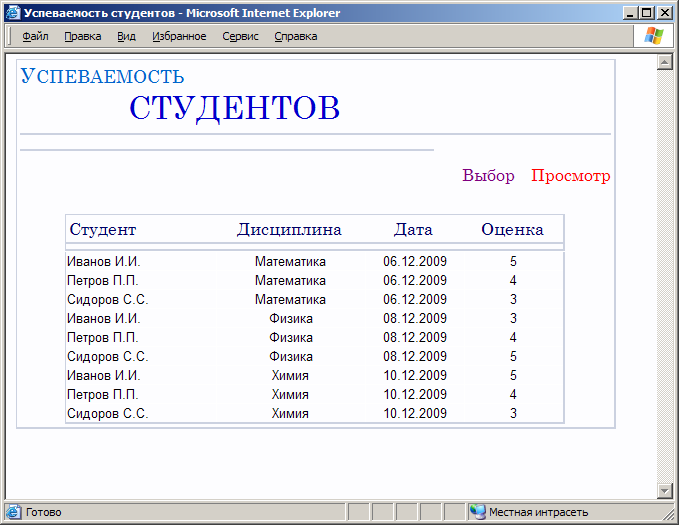 Успеваемость студентов - Microsoft Internet Explorer
Файл Правка Вид Избранное Сервис Справка
Успеваемость
СТУДЕНТОВ
Выбор Просмотр
Студент Дисциплина Дата Оценка
Иванов И.И. Математика 06.12.2009 5
Петров П.П. Математика 06.12.2009 4
Сидоров С.С. Математика 06.12.2009 3
Иванов И.И. Физика 08.12.2009 3
Петров П.П. Физика 08.12.2009 4
Сидоров С.С. Физика 08.12.2009 5
Иванов И.И. Химия 10.12.2009 5
Петров П.П. Химия 10.12.2009 4
Сидоров С.С. Химия 10.12.2009 3
Готово Местная интрасеть